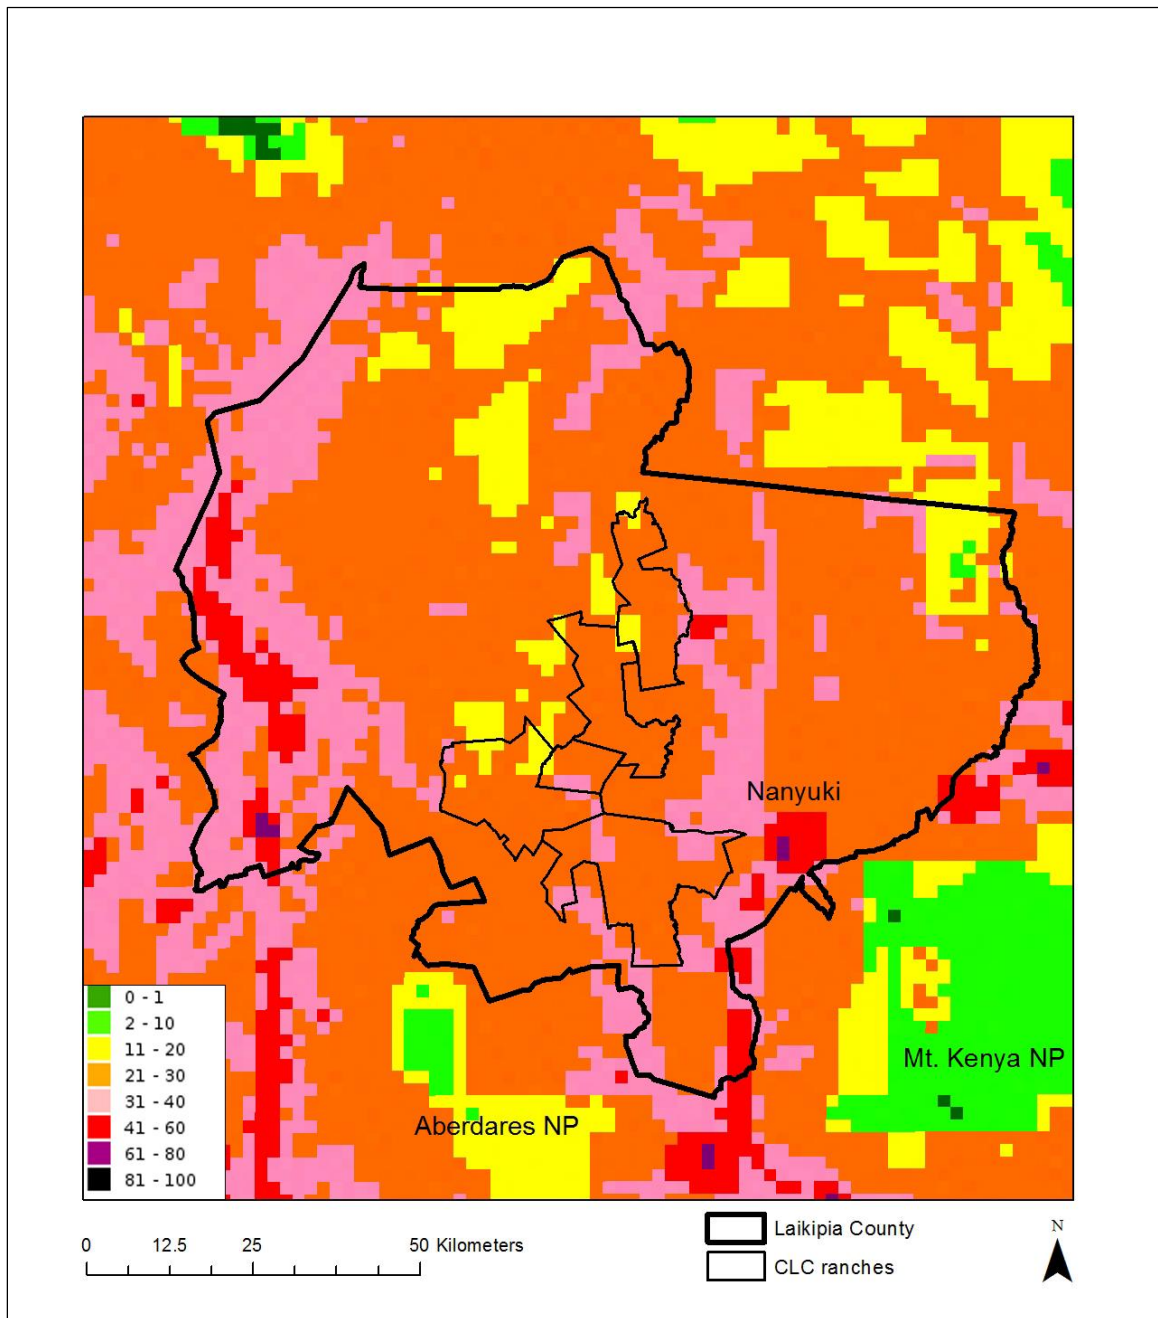 Nanyuki
0 - 1
2 - 10
11 - 20
21 - 30
31 - 40
41 - 60
61 - 80
81 - 100
Mt. Kenya NP
Aberdares NP
0 12.5 25 50 Kilometers
Laikipia County
CLC ranches
N